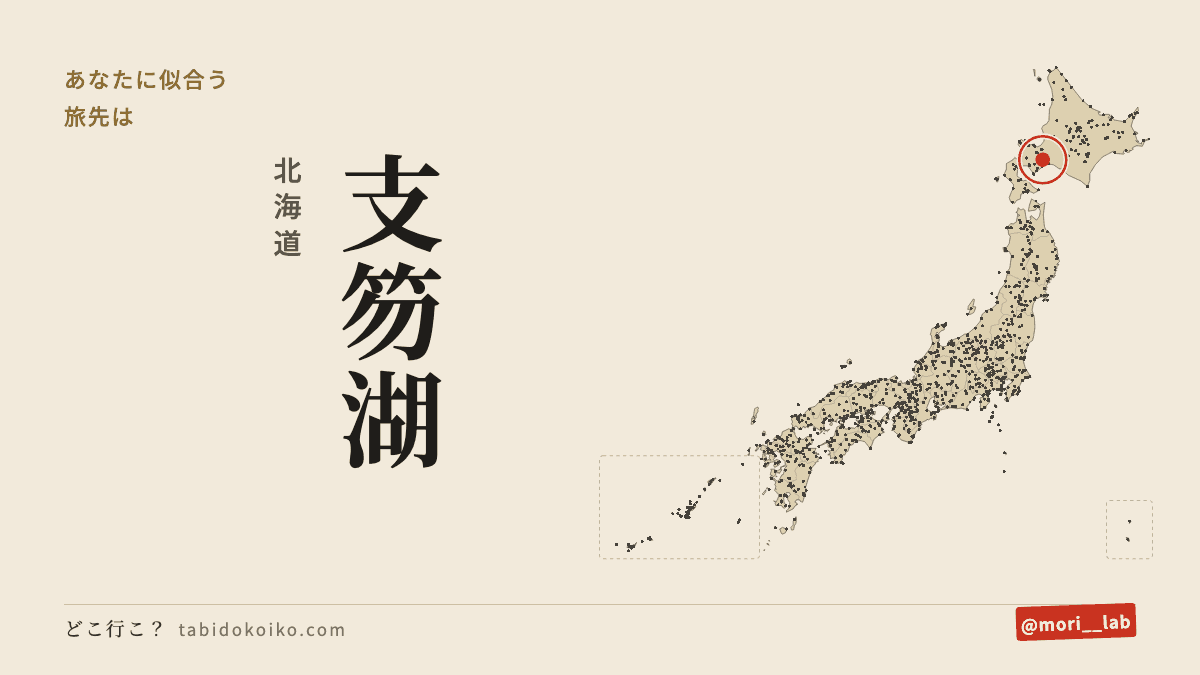 あなたに似合う
旅先は
北海道
支笏湖
どこ行こ？ tabidokoiko.com
@mori__lab